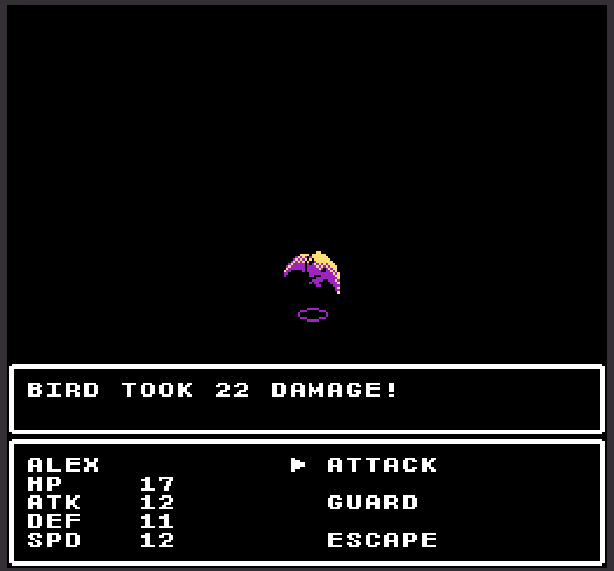 BIRD TOOK 22 DAMAGE!
ALEX
HP 17
ATK 12
DEF 11
SPD 12
▶ ATTACK
GUARD
ESCAPE